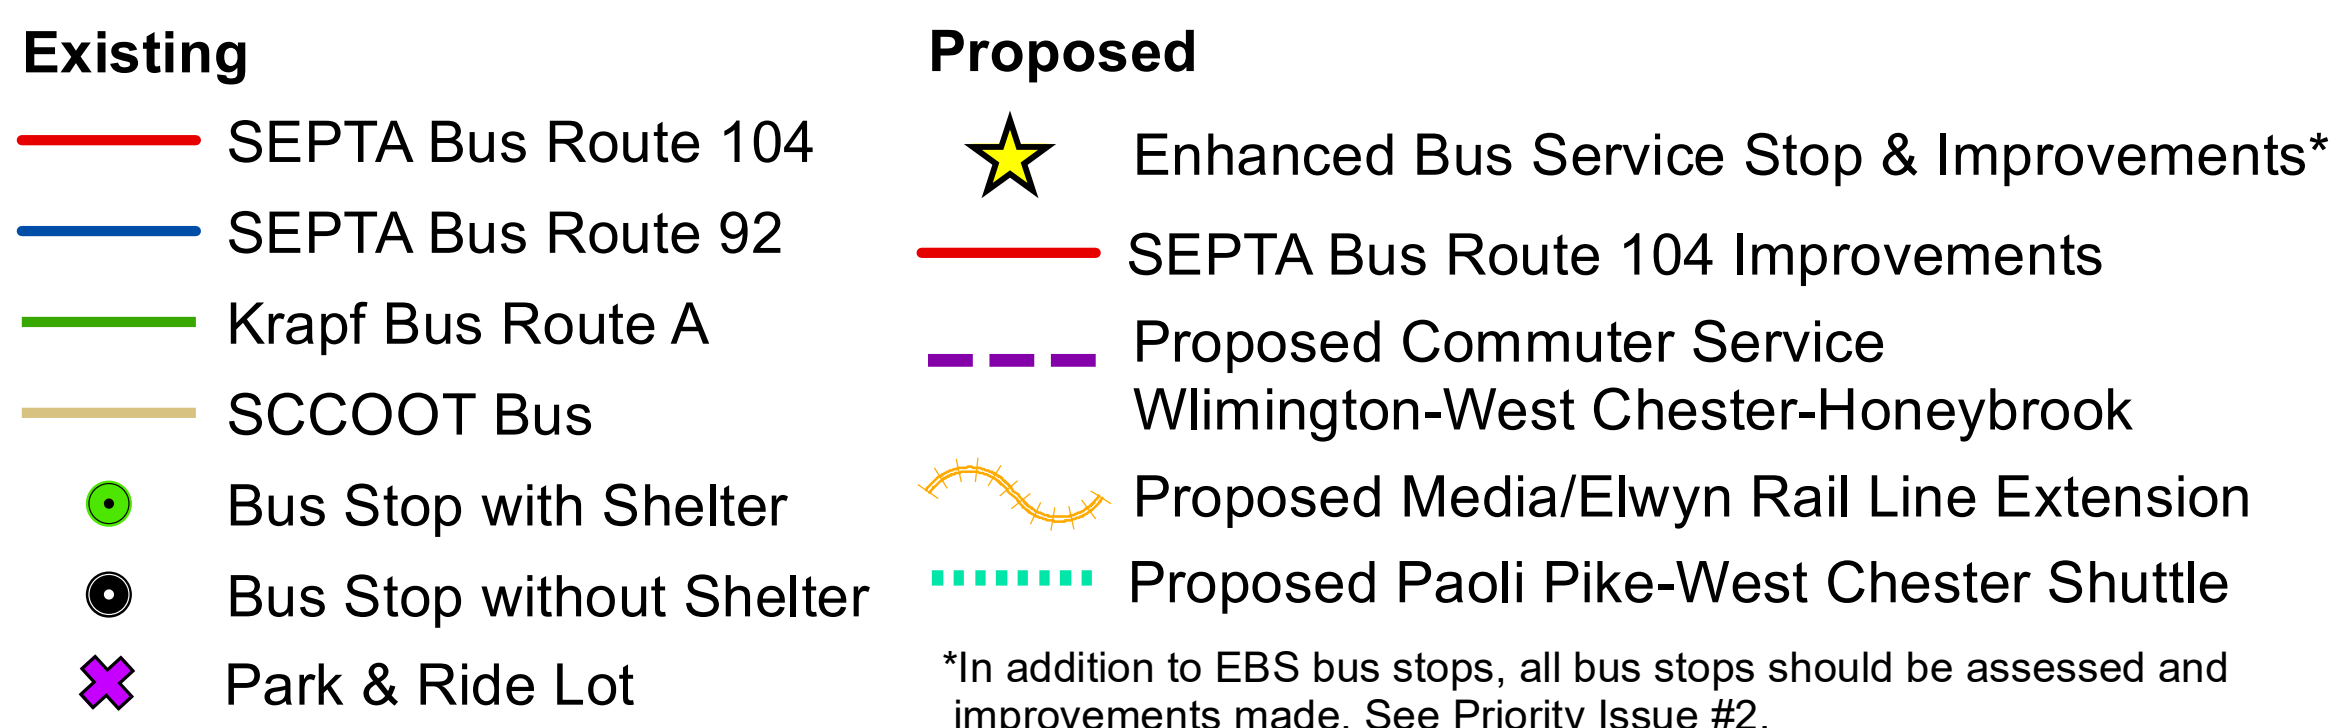 Existing
SEPTA Bus Route 104
SEPTA Bus Route 92
Krapf Bus Route A
SCCOOT Bus
Bus Stop with Shelter
Bus Stop without Shelter
Park & Ride Lot
Proposed
Enhanced Bus Service Stop & Improvements*
SEPTA Bus Route 104 Improvements
Proposed Commuter Service
Wlimington-West Chester-Honeybrook
Proposed Media/Elwyn Rail Line Extension
Proposed Paoli Pike-West Chester Shuttle
*In addition to EBS bus stops, all bus stops should be assessed and
improvements made. See Priority Issue #2.